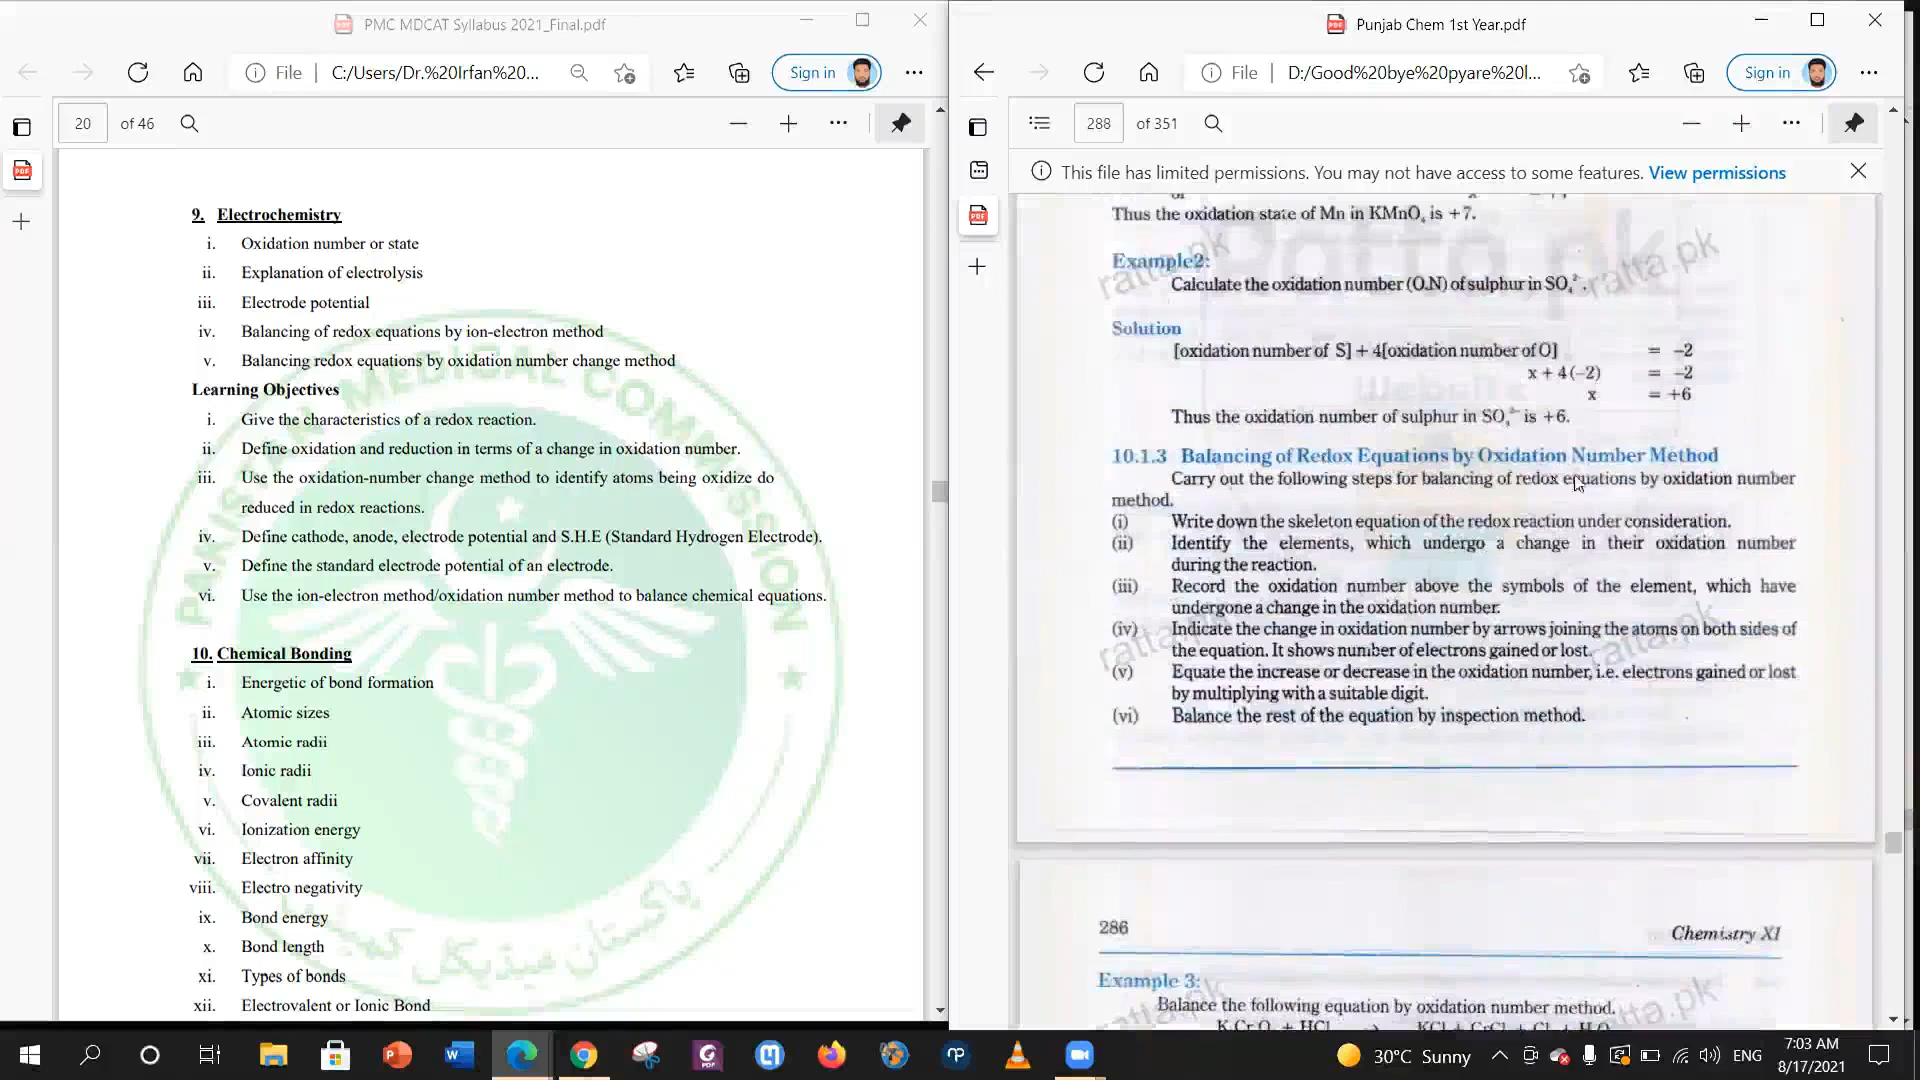 PMC MDCAT Syllabus 2021_Final.pdf
File | C:/Users/Dr.%20Irfan%20...
Sign in
20 of 46
9. Electrochemistry
i. Oxidation number or state
ii. Explanation of electrolysis
iii. Electrode potential
iv. Balancing of redox equations by ion-electron method
v. Balancing redox equations by oxidation number change method
Learning Objectives
i. Give the characteristics of a redox reaction.
ii. Define oxidation and reduction in terms of a change in oxidation number.
iii. Use the oxidation-number change method to identify atoms being oxidize do
reduced in redox reactions.
iv. Define cathode, anode, electrode potential and S.H.E (Standard Hydrogen Electrode).
v. Define the standard electrode potential of an electrode.
vi. Use the ion-electron method/oxidation number method to balance chemical equations.
10. Chemical Bonding
i. Energetic of bond formation
ii. Atomic sizes
iii. Atomic radii
iv. Ionic radii
v. Covalent radii
vi. Ionization energy
vii. Electron affinity
viii. Electro negativity
ix. Bond energy
x. Bond length
xi. Types of bonds
xii. Electrovalent or Ionic Bond
PAKISTAN MEDICAL COMMISSION
پاکستان میڈیکل کمیشن
Punjab Chem 1st Year.pdf
File | D:/Good%20bye%20pyare%20l...
Sign in
288 of 351
This file has limited permissions. You may not have access to some features. View permissions
Thus the oxidation state of Mn in KMnO₄ is +7.
Example2:
Calculate the oxidation number (O.N) of sulphur in SO₄²⁻.
Solution
[oxidation number of S] + 4[oxidation number of O] = -2
x + 4 (-2) = -2
x = +6
Thus the oxidation number of sulphur in SO₄²⁻ is +6.
10.1.3 Balancing of Redox Equations by Oxidation Number Method
Carry out the following steps for balancing of redox equations by oxidation number
method.
(i) Write down the skeleton equation of the redox reaction under consideration.
(ii) Identify the elements, which undergo a change in their oxidation number
during the reaction.
(iii) Record the oxidation number above the symbols of the element, which have
undergone a change in the oxidation number.
(iv) Indicate the change in oxidation number by arrows joining the atoms on both sides of
the equation. It shows number of electrons gained or lost.
(v) Equate the increase or decrease in the oxidation number, i.e. electrons gained or lost
by multiplying with a suitable digit.
(vi) Balance the rest of the equation by inspection method.
ratta.pk
ratta.pk
ratta.pk
ratta.pk
286
Chemistry XI
Example 3:
Balance the following equation by oxidation number method.
ratta.pk
ratta.pk
30°C Sunny
ENG
7:03 AM
8/17/2021